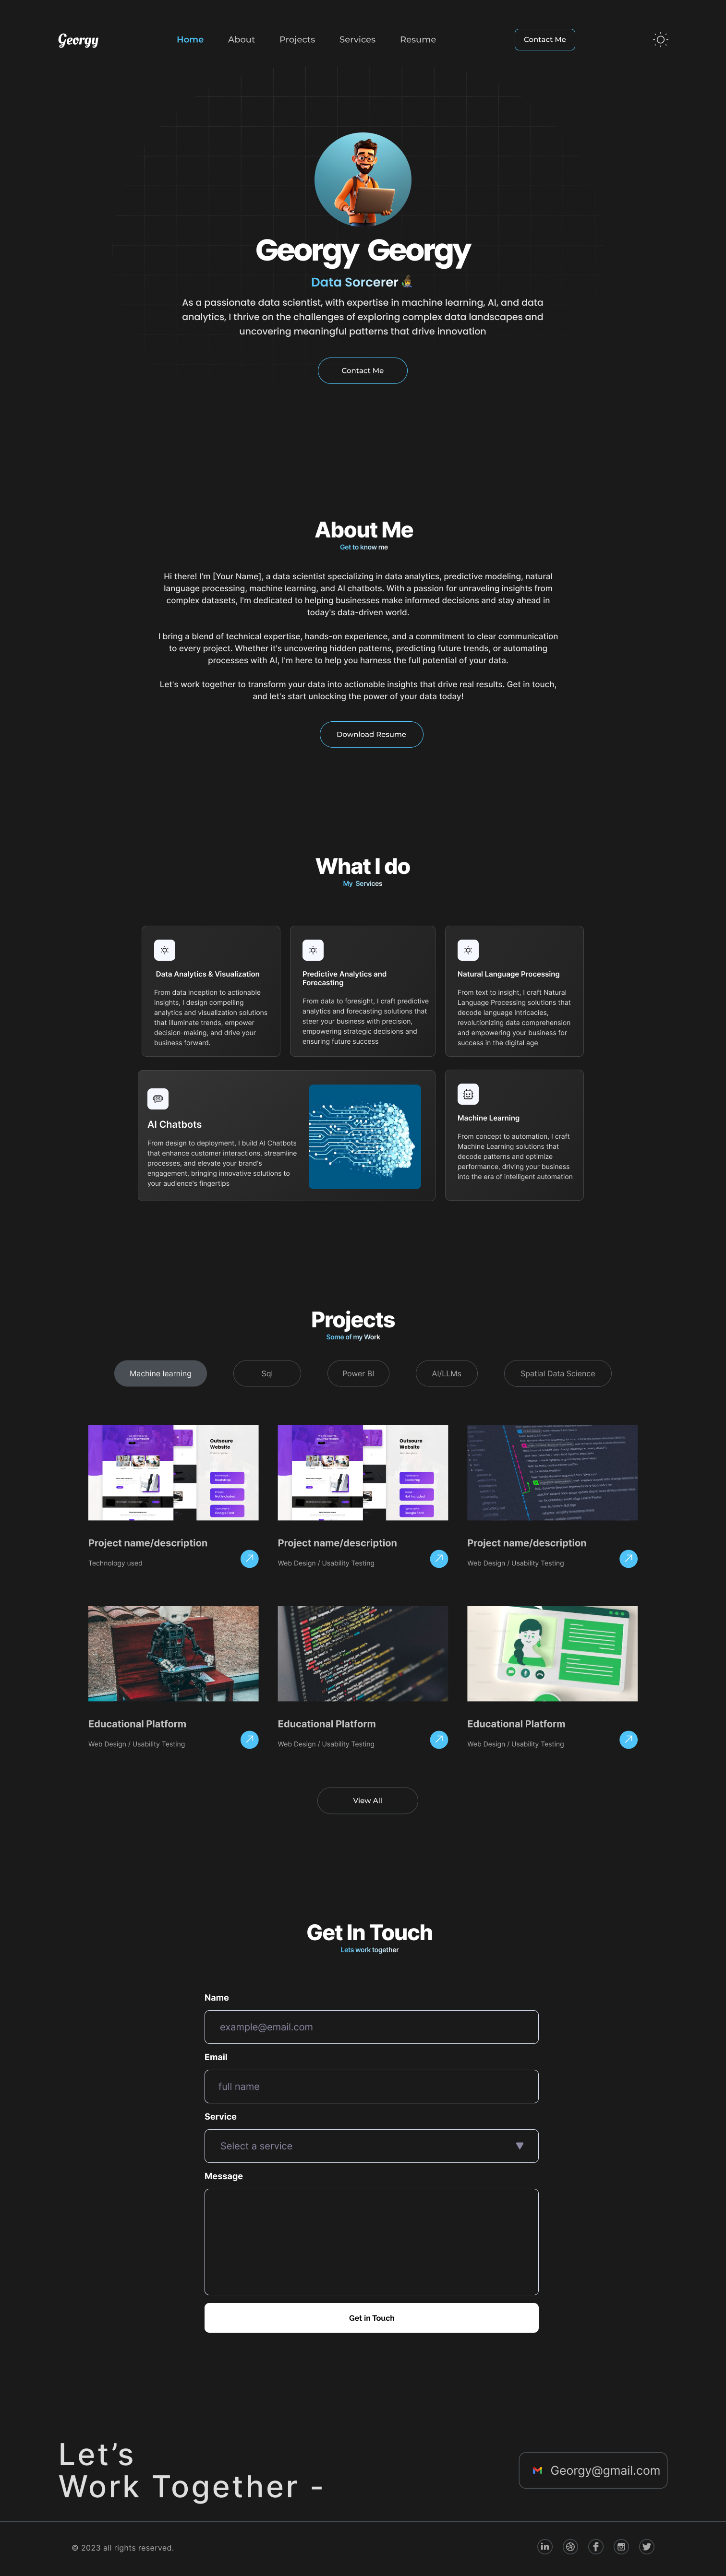 Georgy
Home About Projects Services Resume
Contact Me
Georgy Georgy
Data Sorcerer
As a passionate data scientist, with expertise in machine learning, AI, and data
analytics, I thrive on the challenges of exploring complex data landscapes and
uncovering meaningful patterns that drive innovation
Contact Me
About Me
Get to know me
Hi there! I'm [Your Name], a data scientist specializing in data analytics, predictive modeling, natural
language processing, machine learning, and AI chatbots. With a passion for unraveling insights from
complex datasets, I'm dedicated to helping businesses make informed decisions and stay ahead in
today's data-driven world.
I bring a blend of technical expertise, hands-on experience, and a commitment to clear communication
to every project. Whether it's uncovering hidden patterns, predicting future trends, or automating
processes with AI, I'm here to help you harness the full potential of your data.
Let's work together to transform your data into actionable insights that drive real results. Get in touch,
and let's start unlocking the power of your data today!
Download Resume
What I do
My Services
Data Analytics & Visualization
From data inception to actionable
insights, I design compelling
analytics and visualization solutions
that illuminate trends, empower
decision-making, and drive your
business forward.
Predictive Analytics and
Forecasting
From data to foresight, I craft predictive
analytics and forecasting solutions that
steer your business with precision,
empowering strategic decisions and
ensuring future success
Natural Language Processing
From text to insight, I craft Natural
Language Processing solutions that
decode language intricacies,
revolutionizing data comprehension
and empowering your business for
success in the digital age
AI Chatbots
From design to deployment, I build AI Chatbots
that enhance customer interactions, streamline
processes, and elevate your brand's
engagement, bringing innovative solutions to
your audience's fingertips
Machine Learning
From concept to automation, I craft
Machine Learning solutions that
decode patterns and optimize
performance, driving your business
into the era of intelligent automation
Projects
Some of my Work
Machine learning
Sql
Power BI
AI/LLMs
Spatial Data Science
Outsoure
Website
Bootstrap
Google Font
Project name/description
Technology used
Outsoure
Website
Bootstrap
Google Font
Project name/description
Web Design / Usability Testing
Project name/description
Web Design / Usability Testing
Educational Platform
Web Design / Usability Testing
Educational Platform
Web Design / Usability Testing
Educational Platform
Web Design / Usability Testing
View All
Get In Touch
Lets work together
Name
example@email.com
Email
full name
Service
Select a service
Message
Get in Touch
Let's
Work Together -
Georgy@gmail.com
© 2023 all rights reserved.